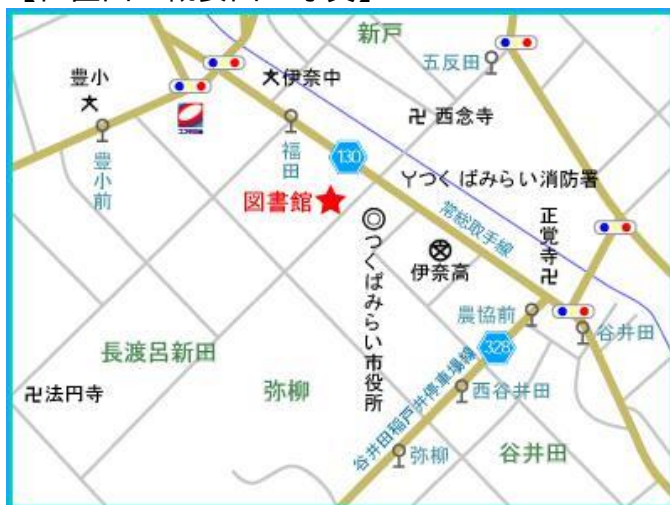 新戸
五反田
豊小
伊奈中
卍 西念寺
豊小前
福田
130
つくばみらい消防署
図書館
常総取手線
正覚寺卍
つくばみらい市役所
伊奈高
農協前
谷井田
328
長渡呂新田
谷井田稲戸井停車場線
卍法円寺
弥柳
西谷井田
弥柳
谷井田